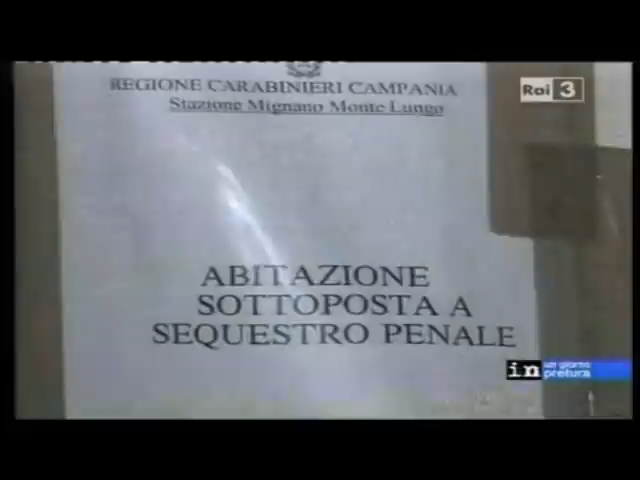 REGIONE CARABINIERI CAMPANIA
Stazione Mignano Monte Lungo
Rai 3
ABITAZIONE
SOTTOPOSTA A
SEQUESTRO PENALE
in un giorno
pretura